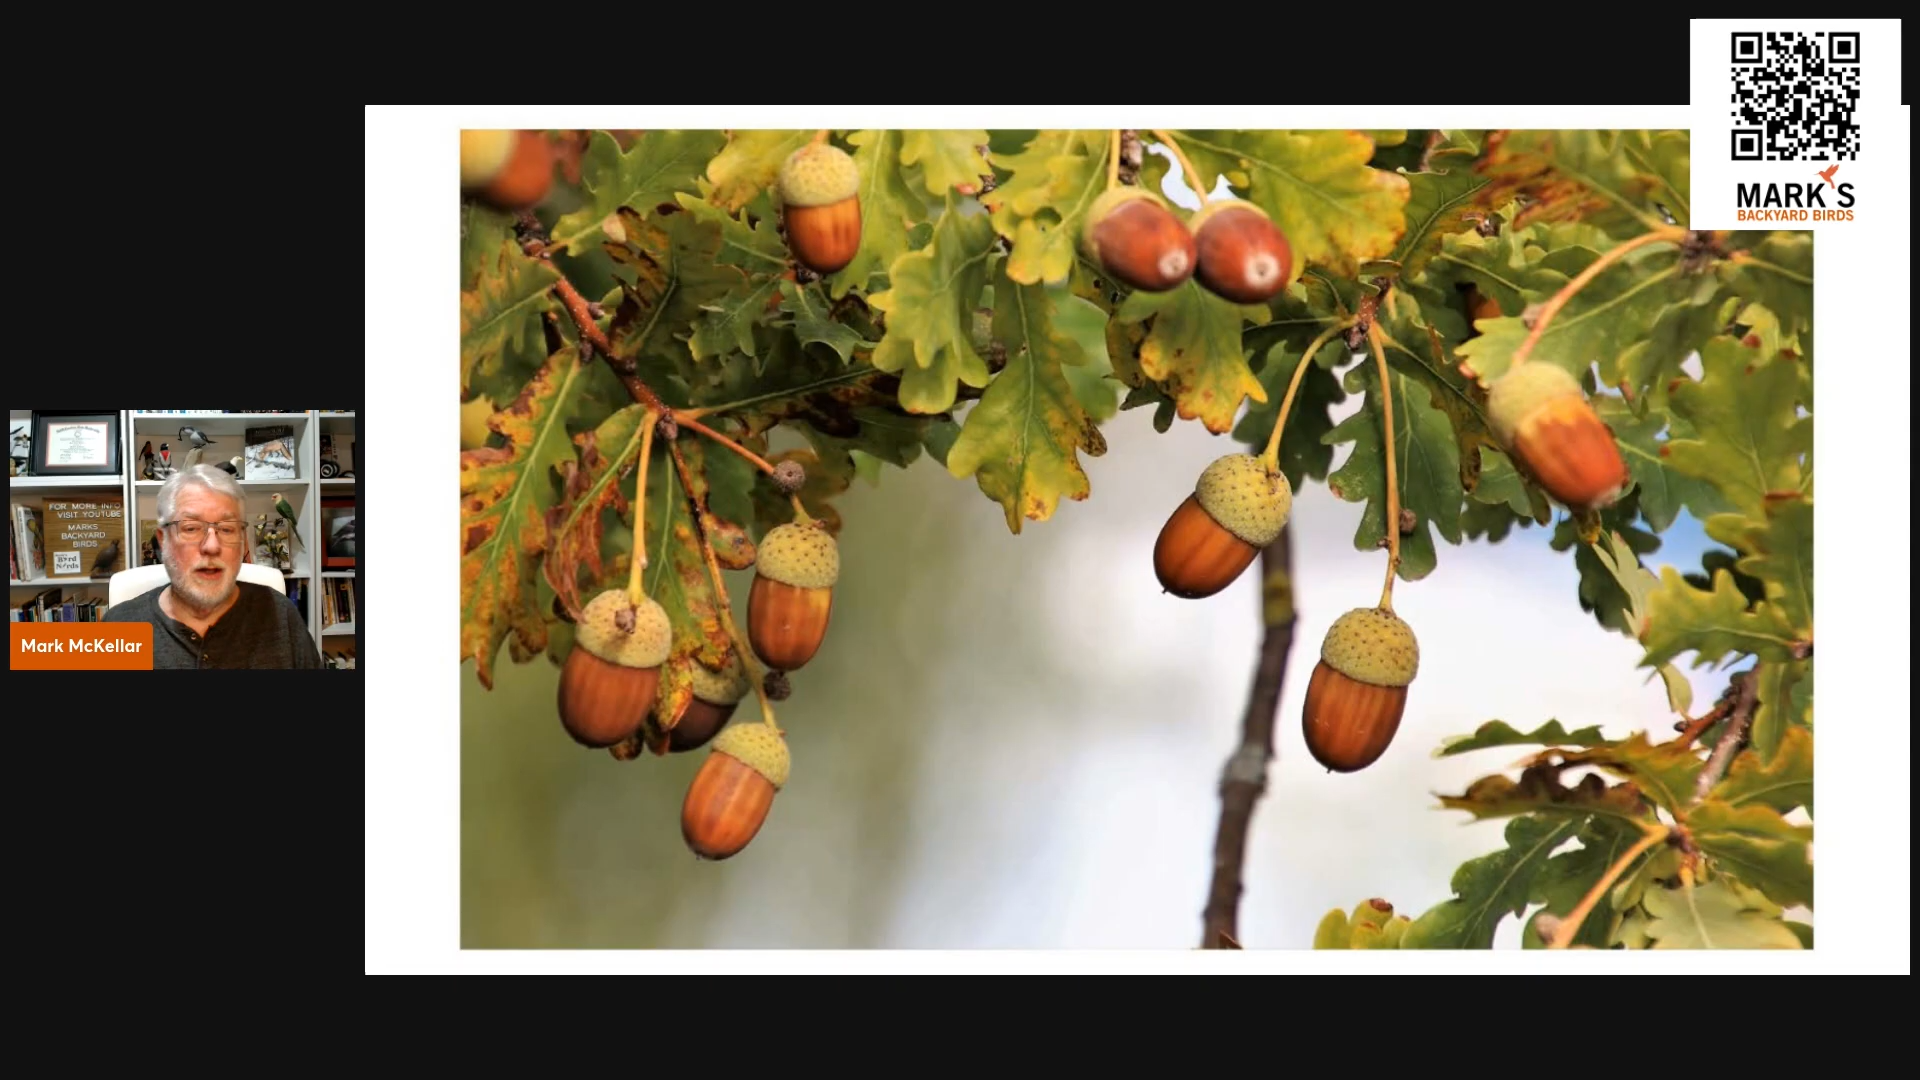 MARK'S
BACKYARD BIRDS
FOR MORE INFO
VISIT YOUTUBE
MARKS
BACKYARD
BIRDS
Mark McKellar